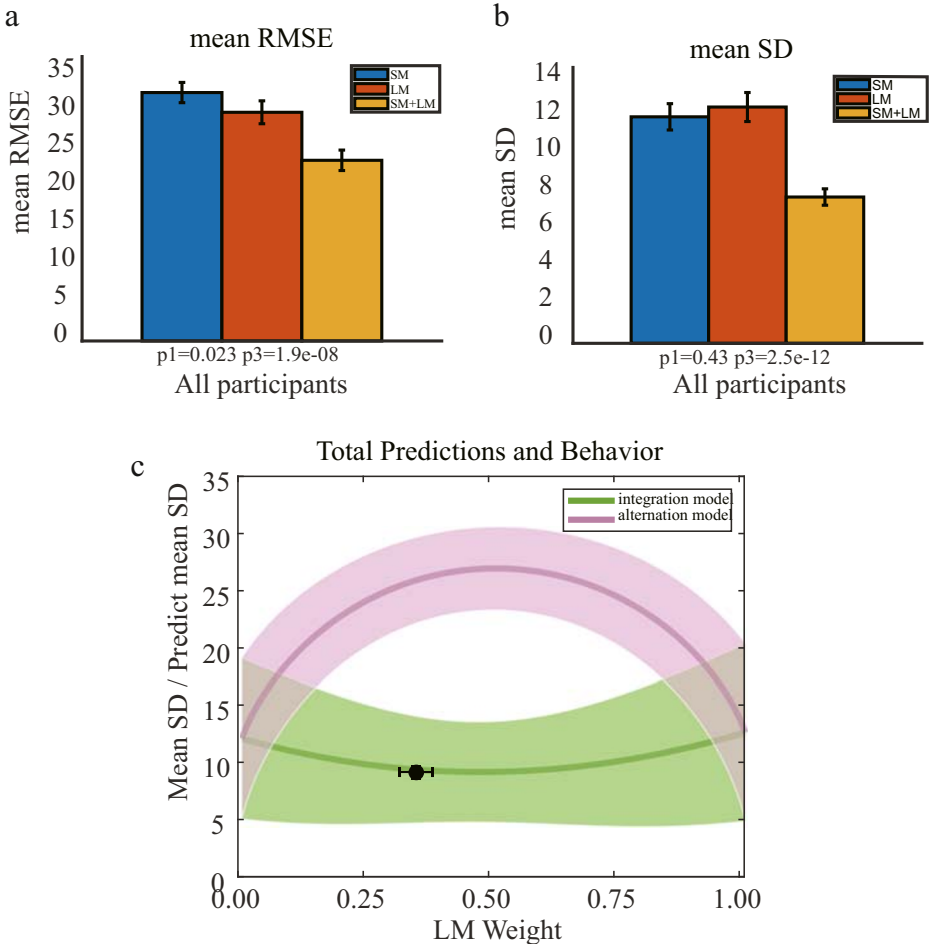 a
mean RMSE
35
30
25
20
15
10
5
0
mean RMSE
SM
LM
SM+LM
p1=0.023 p3=1.9e-08
All participants
b
mean SD
14
12
10
8
6
4
2
0
mean SD
SM
LM
SM+LM
p1=0.43 p3=2.5e-12
All participants
c
Total Predictions and Behavior
35
30
25
20
15
10
5
0
Mean SD / Predict mean SD
integration model
alternation model
0.00 0.25 0.50 0.75 1.00
LM Weight